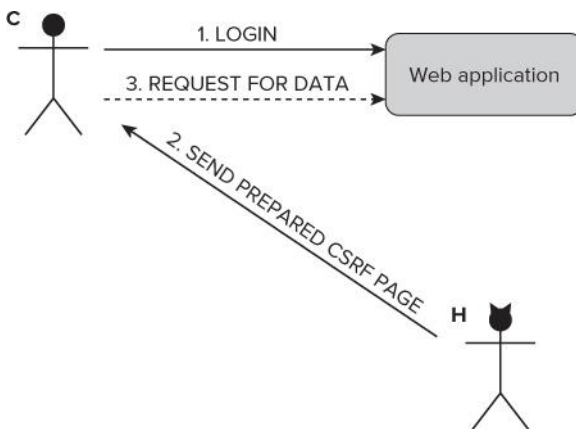 C
1. LOGIN
Web application
3. REQUEST FOR DATA
2. SEND PREPARED CSRF PAGE
H